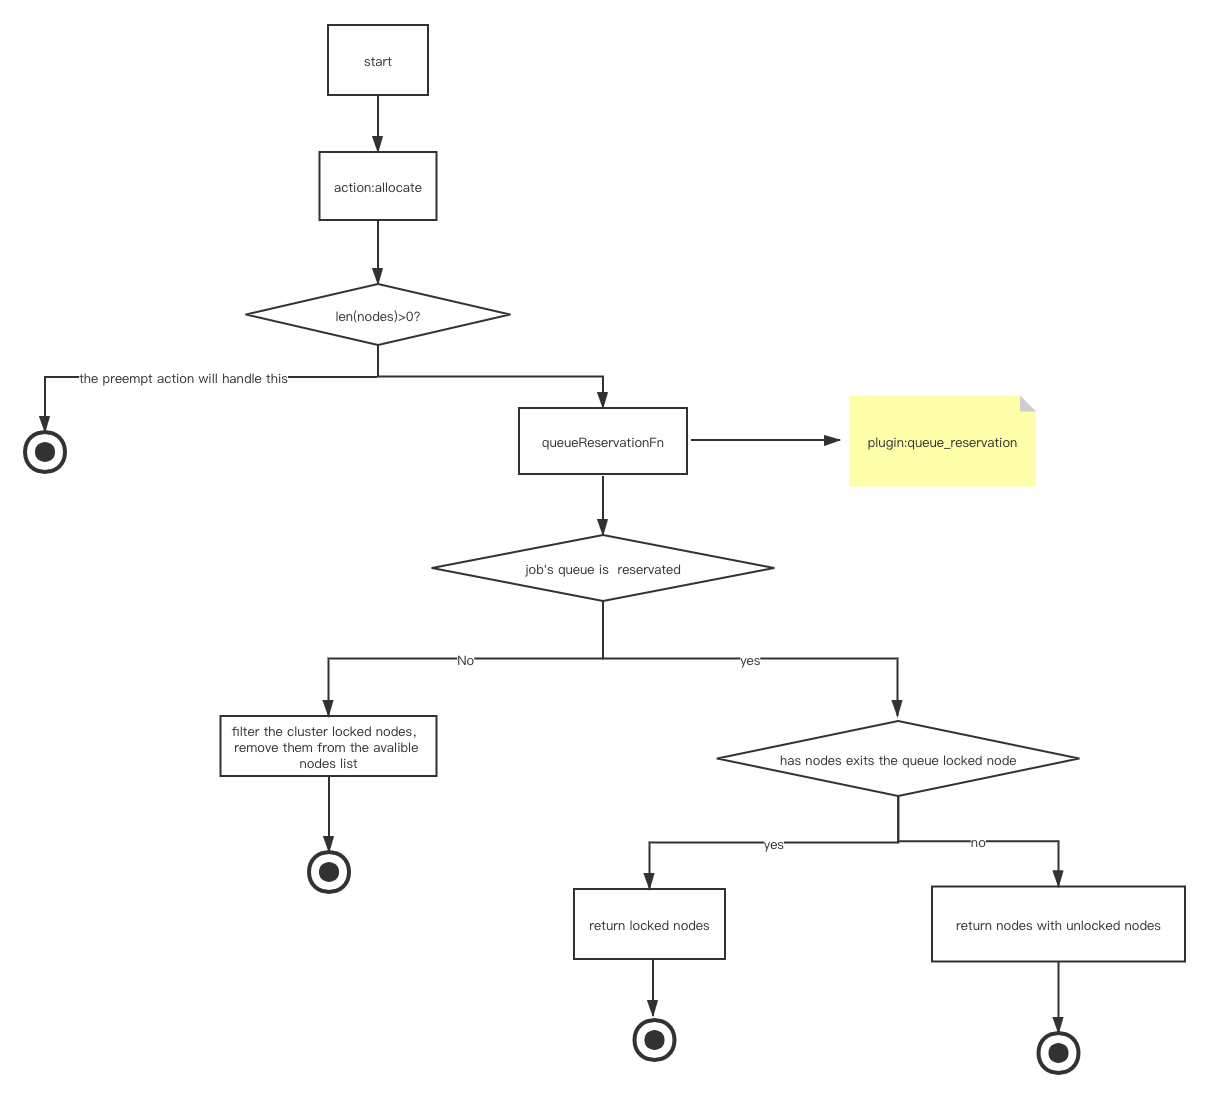 start
action:allocate
len(nodes)>0?
the preempt action will handle this
queueReservationFn
plugin:queue_reservation
job's queue is  reservated
No
yes
filter the cluster locked nodes,
remove them from the avalible
nodes list
has nodes exits the queue locked node
yes
no
return locked nodes
return nodes with unlocked nodes